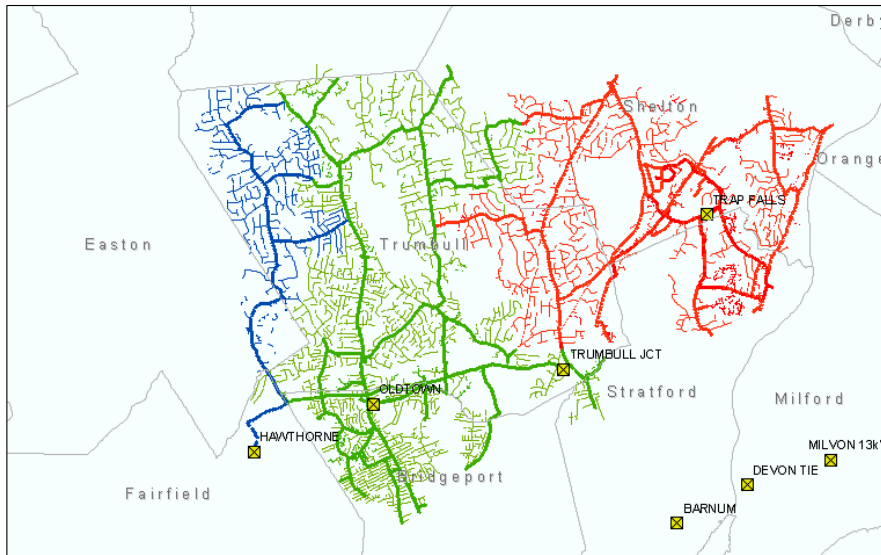 Derby
Shelton
Orange
TRAP FALLS
Easton
Trumbull
TRUMBULL JCT
Stratford
OLDTOWN
Milford
HAWTHORNE
MILVON 13k
Bridgeport
DEVON TIE
Fairfield
BARNUM